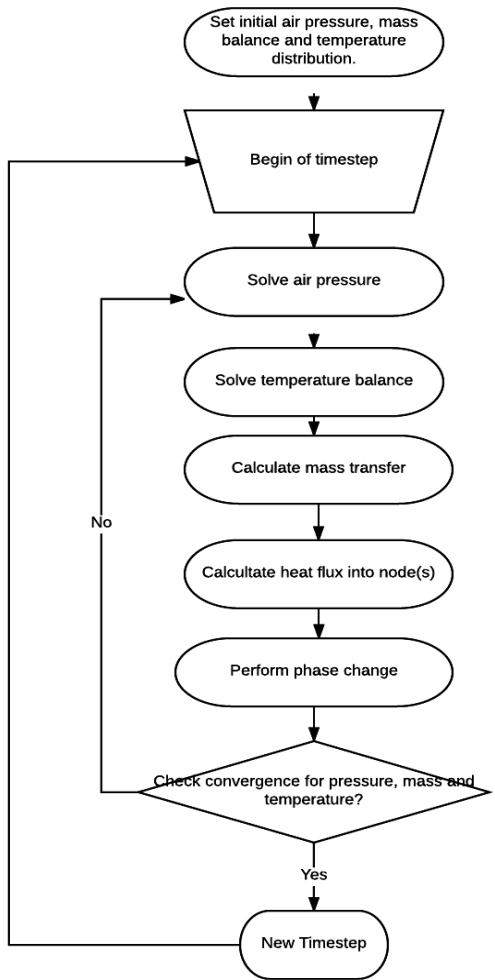 Set initial air pressure, mass
balance and temperature
distribution.
Begin of timestep
Solve air pressure
Solve temperature balance
Calculate mass transfer
No
Calcultate heat flux into node(s)
Perform phase change
Check convergence for pressure, mass and
temperature?
Yes
New Timestep